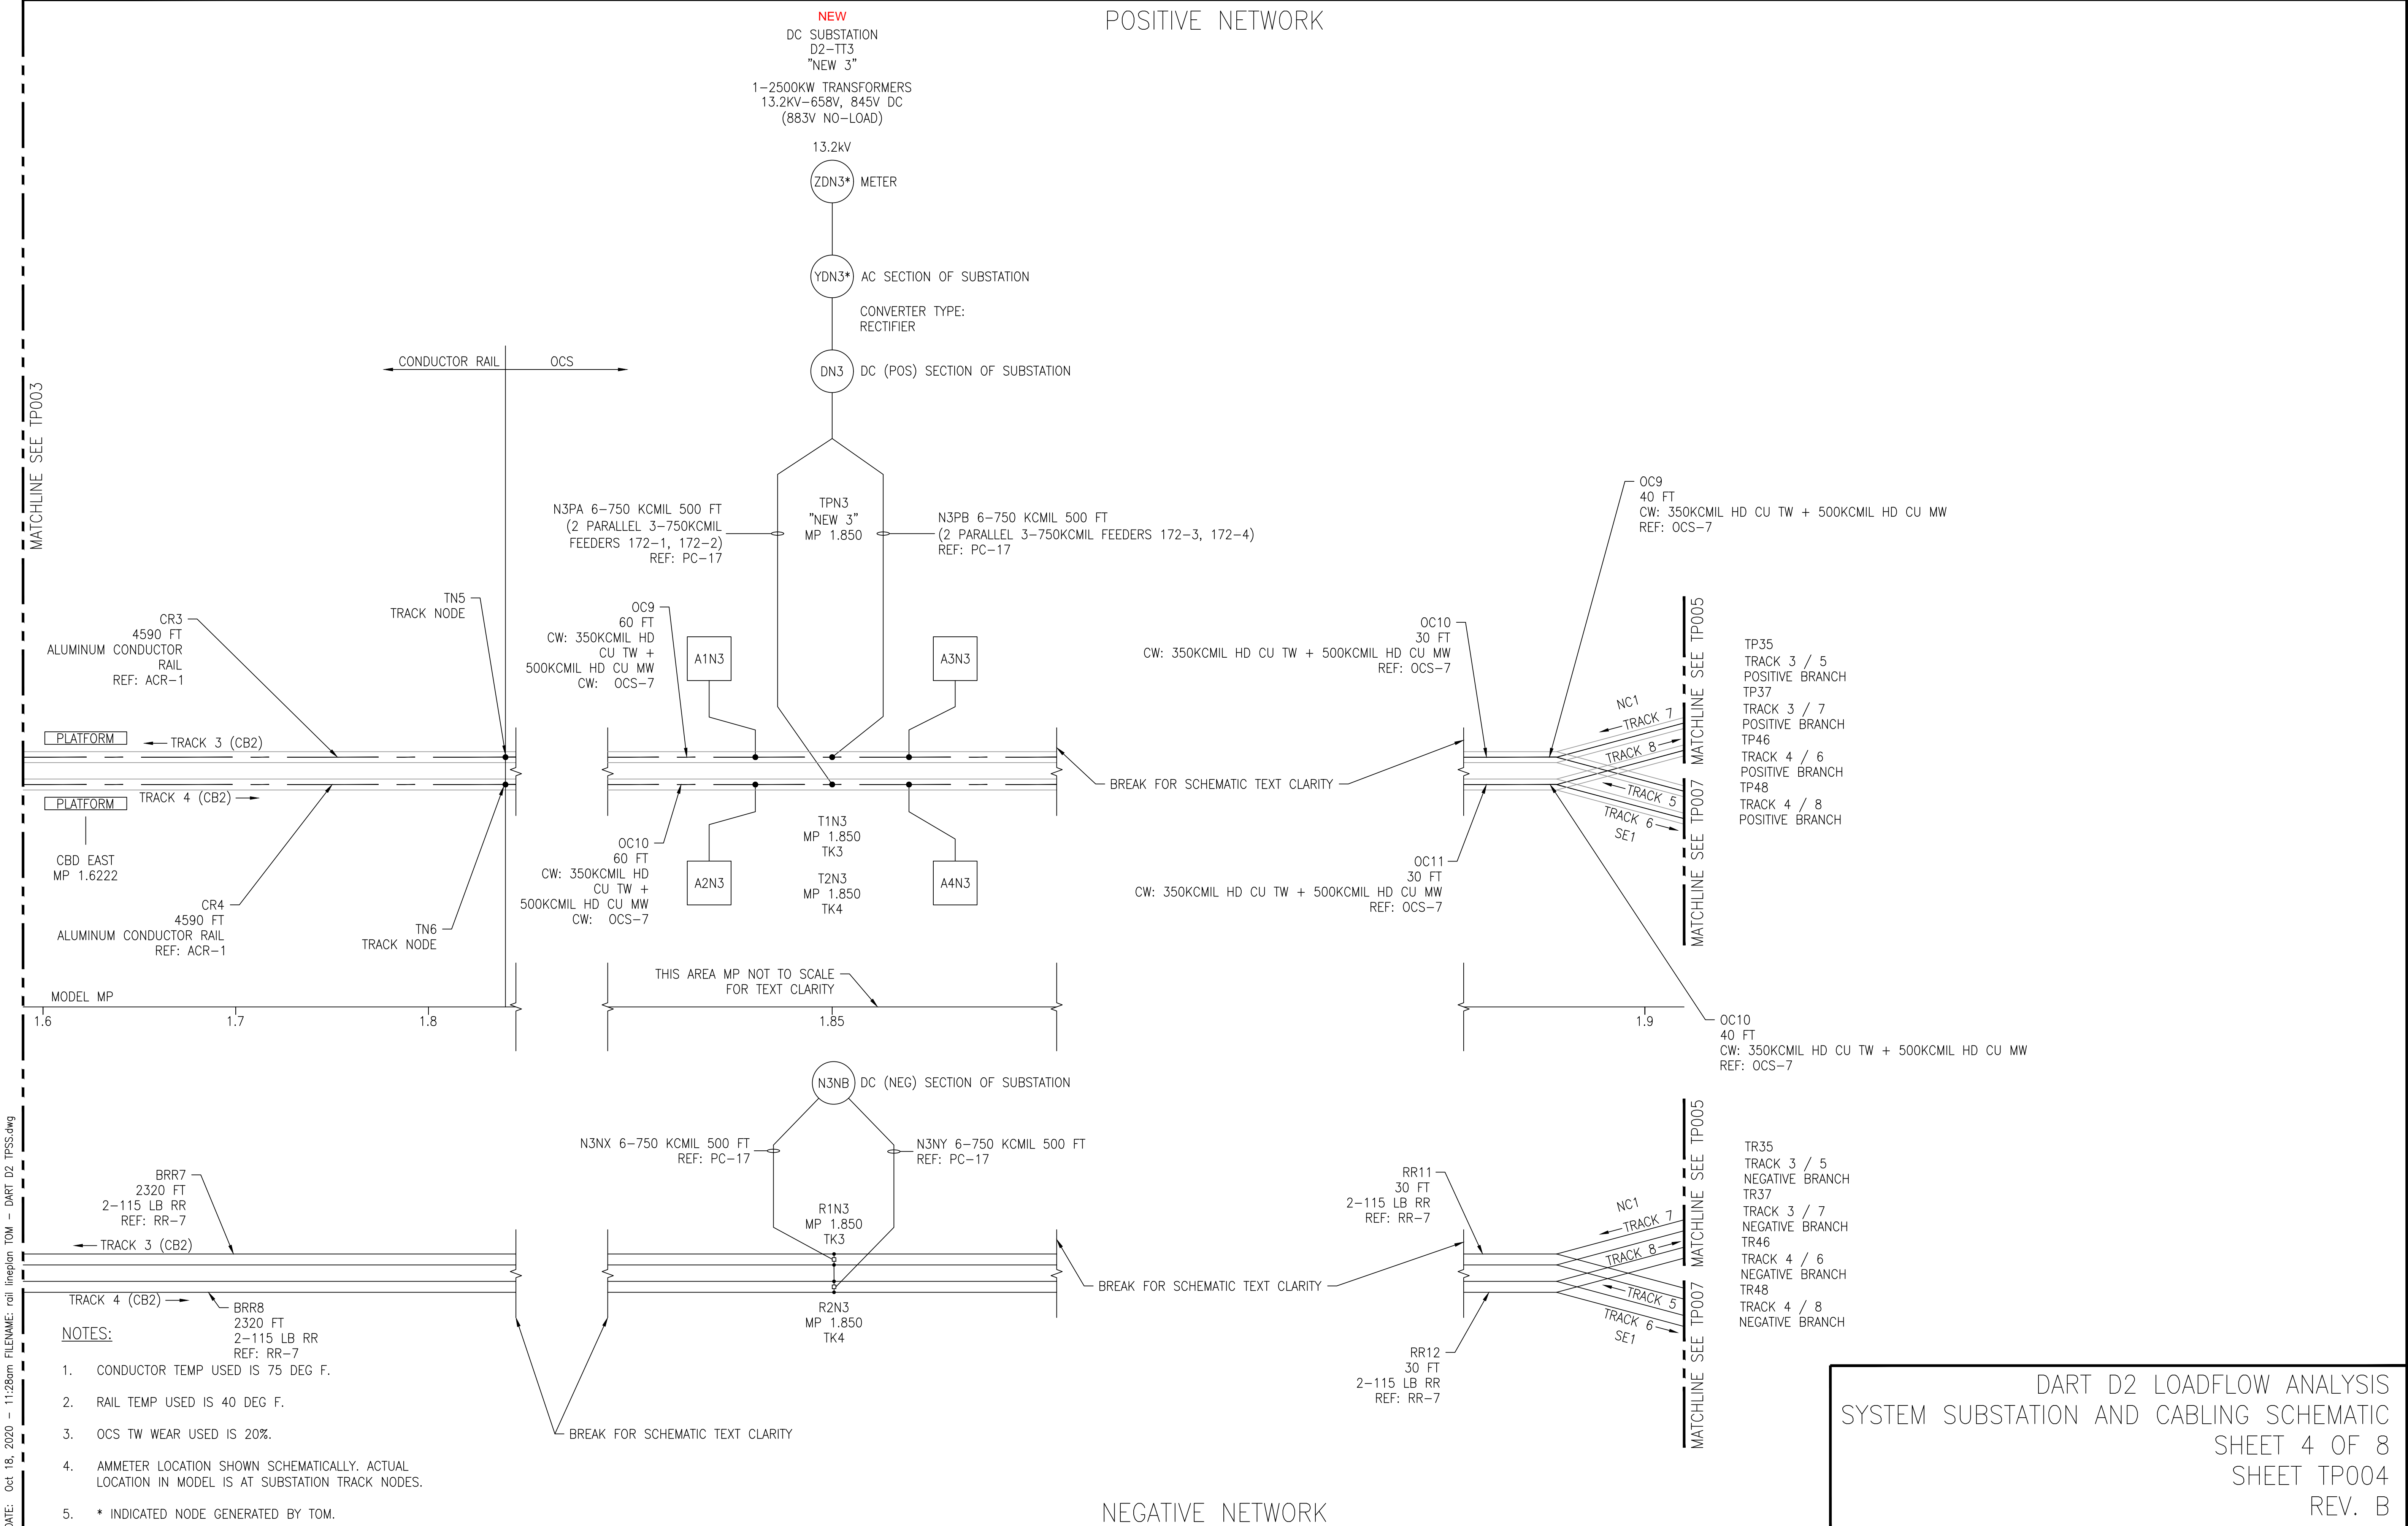 POSITIVE NETWORK
NEW
DC SUBSTATION
D2-TT3
"NEW 3"
1-2500KW TRANSFORMERS
13.2KV-658V, 845V DC
(883V NO-LOAD)
13.2kV
ZDN3*
METER
YDN3*
AC SECTION OF SUBSTATION
CONVERTER TYPE:
RECTIFIER
CONDUCTOR RAIL
OCS
DN3
DC (POS) SECTION OF SUBSTATION
MATCHLINE SEE TP003
N3PA 6-750 KCMIL 500 FT
(2 PARALLEL 3-750KCMIL
FEEDERS 172-1, 172-2)
REF: PC-17
TPN3
"NEW 3"
MP 1.850
N3PB 6-750 KCMIL 500 FT
(2 PARALLEL 3-750KCMIL FEEDERS 172-3, 172-4)
REF: PC-17
OC9
40 FT
CW: 350KCMIL HD CU TW + 500KCMIL HD CU MW
REF: OCS-7
CR3
4590 FT
ALUMINUM CONDUCTOR
RAIL
REF: ACR-1
TN5
TRACK NODE
OC9
60 FT
CW: 350KCMIL HD
CU TW +
500KCMIL HD CU MW
CW: OCS-7
A1N3
A3N3
OC10
30 FT
CW: 350KCMIL HD CU TW + 500KCMIL HD CU MW
REF: OCS-7
MATCHLINE SEE TP005
TP35
TRACK 3 / 5
POSITIVE BRANCH
TP37
TRACK 3 / 7
POSITIVE BRANCH
TP46
TRACK 4 / 6
POSITIVE BRANCH
TP48
TRACK 4 / 8
POSITIVE BRANCH
PLATFORM
TRACK 3 (CB2)
NC1
TRACK 7
TRACK 8
TRACK 5
TRACK 6
SE1
MATCHLINE SEE TP007
BREAK FOR SCHEMATIC TEXT CLARITY
PLATFORM
TRACK 4 (CB2)
CBD EAST
MP 1.6222
CR4
4590 FT
ALUMINUM CONDUCTOR RAIL
REF: ACR-1
TN6
TRACK NODE
OC10
60 FT
CW: 350KCMIL HD
CU TW +
500KCMIL HD CU MW
CW: OCS-7
A2N3
T1N3
MP 1.850
TK3
T2N3
MP 1.850
TK4
A4N3
OC11
30 FT
CW: 350KCMIL HD CU TW + 500KCMIL HD CU MW
REF: OCS-7
THIS AREA MP NOT TO SCALE
FOR TEXT CLARITY
MODEL MP
1.6
1.7
1.8
1.85
1.9
OC10
40 FT
CW: 350KCMIL HD CU TW + 500KCMIL HD CU MW
REF: OCS-7
N3NB
DC (NEG) SECTION OF SUBSTATION
N3NX 6-750 KCMIL 500 FT
REF: PC-17
N3NY 6-750 KCMIL 500 FT
REF: PC-17
BRR7
2320 FT
2-115 LB RR
REF: RR-7
R1N3
MP 1.850
TK3
RR11
30 FT
2-115 LB RR
REF: RR-7
MATCHLINE SEE TP005
TR35
TRACK 3 / 5
NEGATIVE BRANCH
TR37
TRACK 3 / 7
NEGATIVE BRANCH
TR46
TRACK 4 / 6
NEGATIVE BRANCH
TR48
TRACK 4 / 8
NEGATIVE BRANCH
TRACK 3 (CB2)
NC1
TRACK 7
TRACK 8
TRACK 5
TRACK 6
SE1
MATCHLINE SEE TP007
BREAK FOR SCHEMATIC TEXT CLARITY
TRACK 4 (CB2)
BRR8
2320 FT
2-115 LB RR
REF: RR-7
R2N3
MP 1.850
TK4
RR12
30 FT
2-115 LB RR
REF: RR-7
BREAK FOR SCHEMATIC TEXT CLARITY
NOTES:
1. CONDUCTOR TEMP USED IS 75 DEG F.
2. RAIL TEMP USED IS 40 DEG F.
3. OCS TW WEAR USED IS 20%.
4. AMMETER LOCATION SHOWN SCHEMATICALLY. ACTUAL
LOCATION IN MODEL IS AT SUBSTATION TRACK NODES.
5. * INDICATED NODE GENERATED BY TOM.
NEGATIVE NETWORK
DART D2 LOADFLOW ANALYSIS
SYSTEM SUBSTATION AND CABLING SCHEMATIC
SHEET 4 OF 8
SHEET TP004
REV. B
DATE: Oct 18, 2020 - 11:28am FILENAME: rail lineplan TOM - DART D2 TPSS.dwg